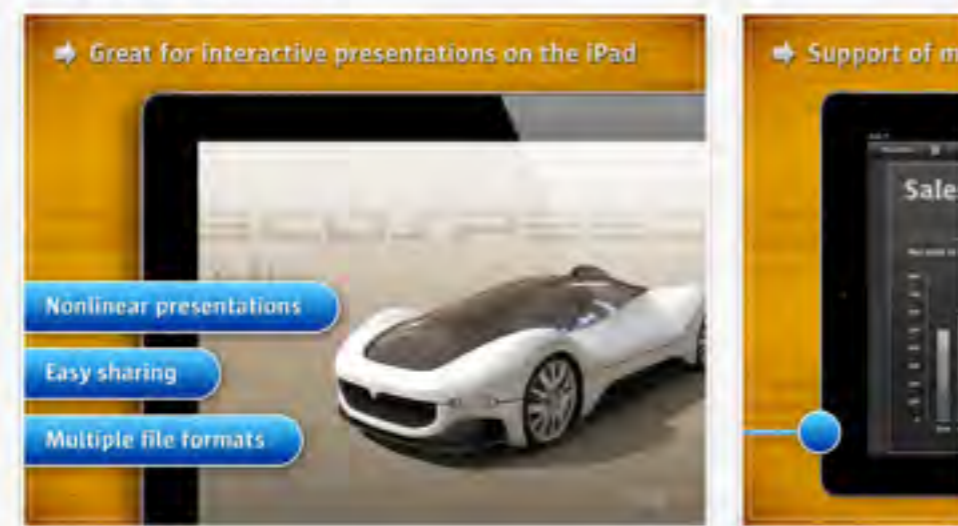 Great for interactive presentations on the iPad
Nonlinear presentations
Easy sharing
Multiple file formats
Support of m
Sale